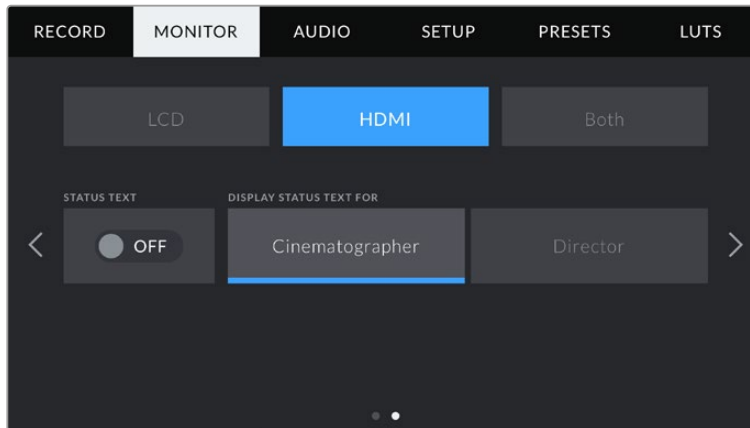 RECORD MONITOR AUDIO SETUP PRESETS LUTS
LCD HDMI Both
STATUS TEXT DISPLAY STATUS TEXT FOR
OFF Cinematographer Director